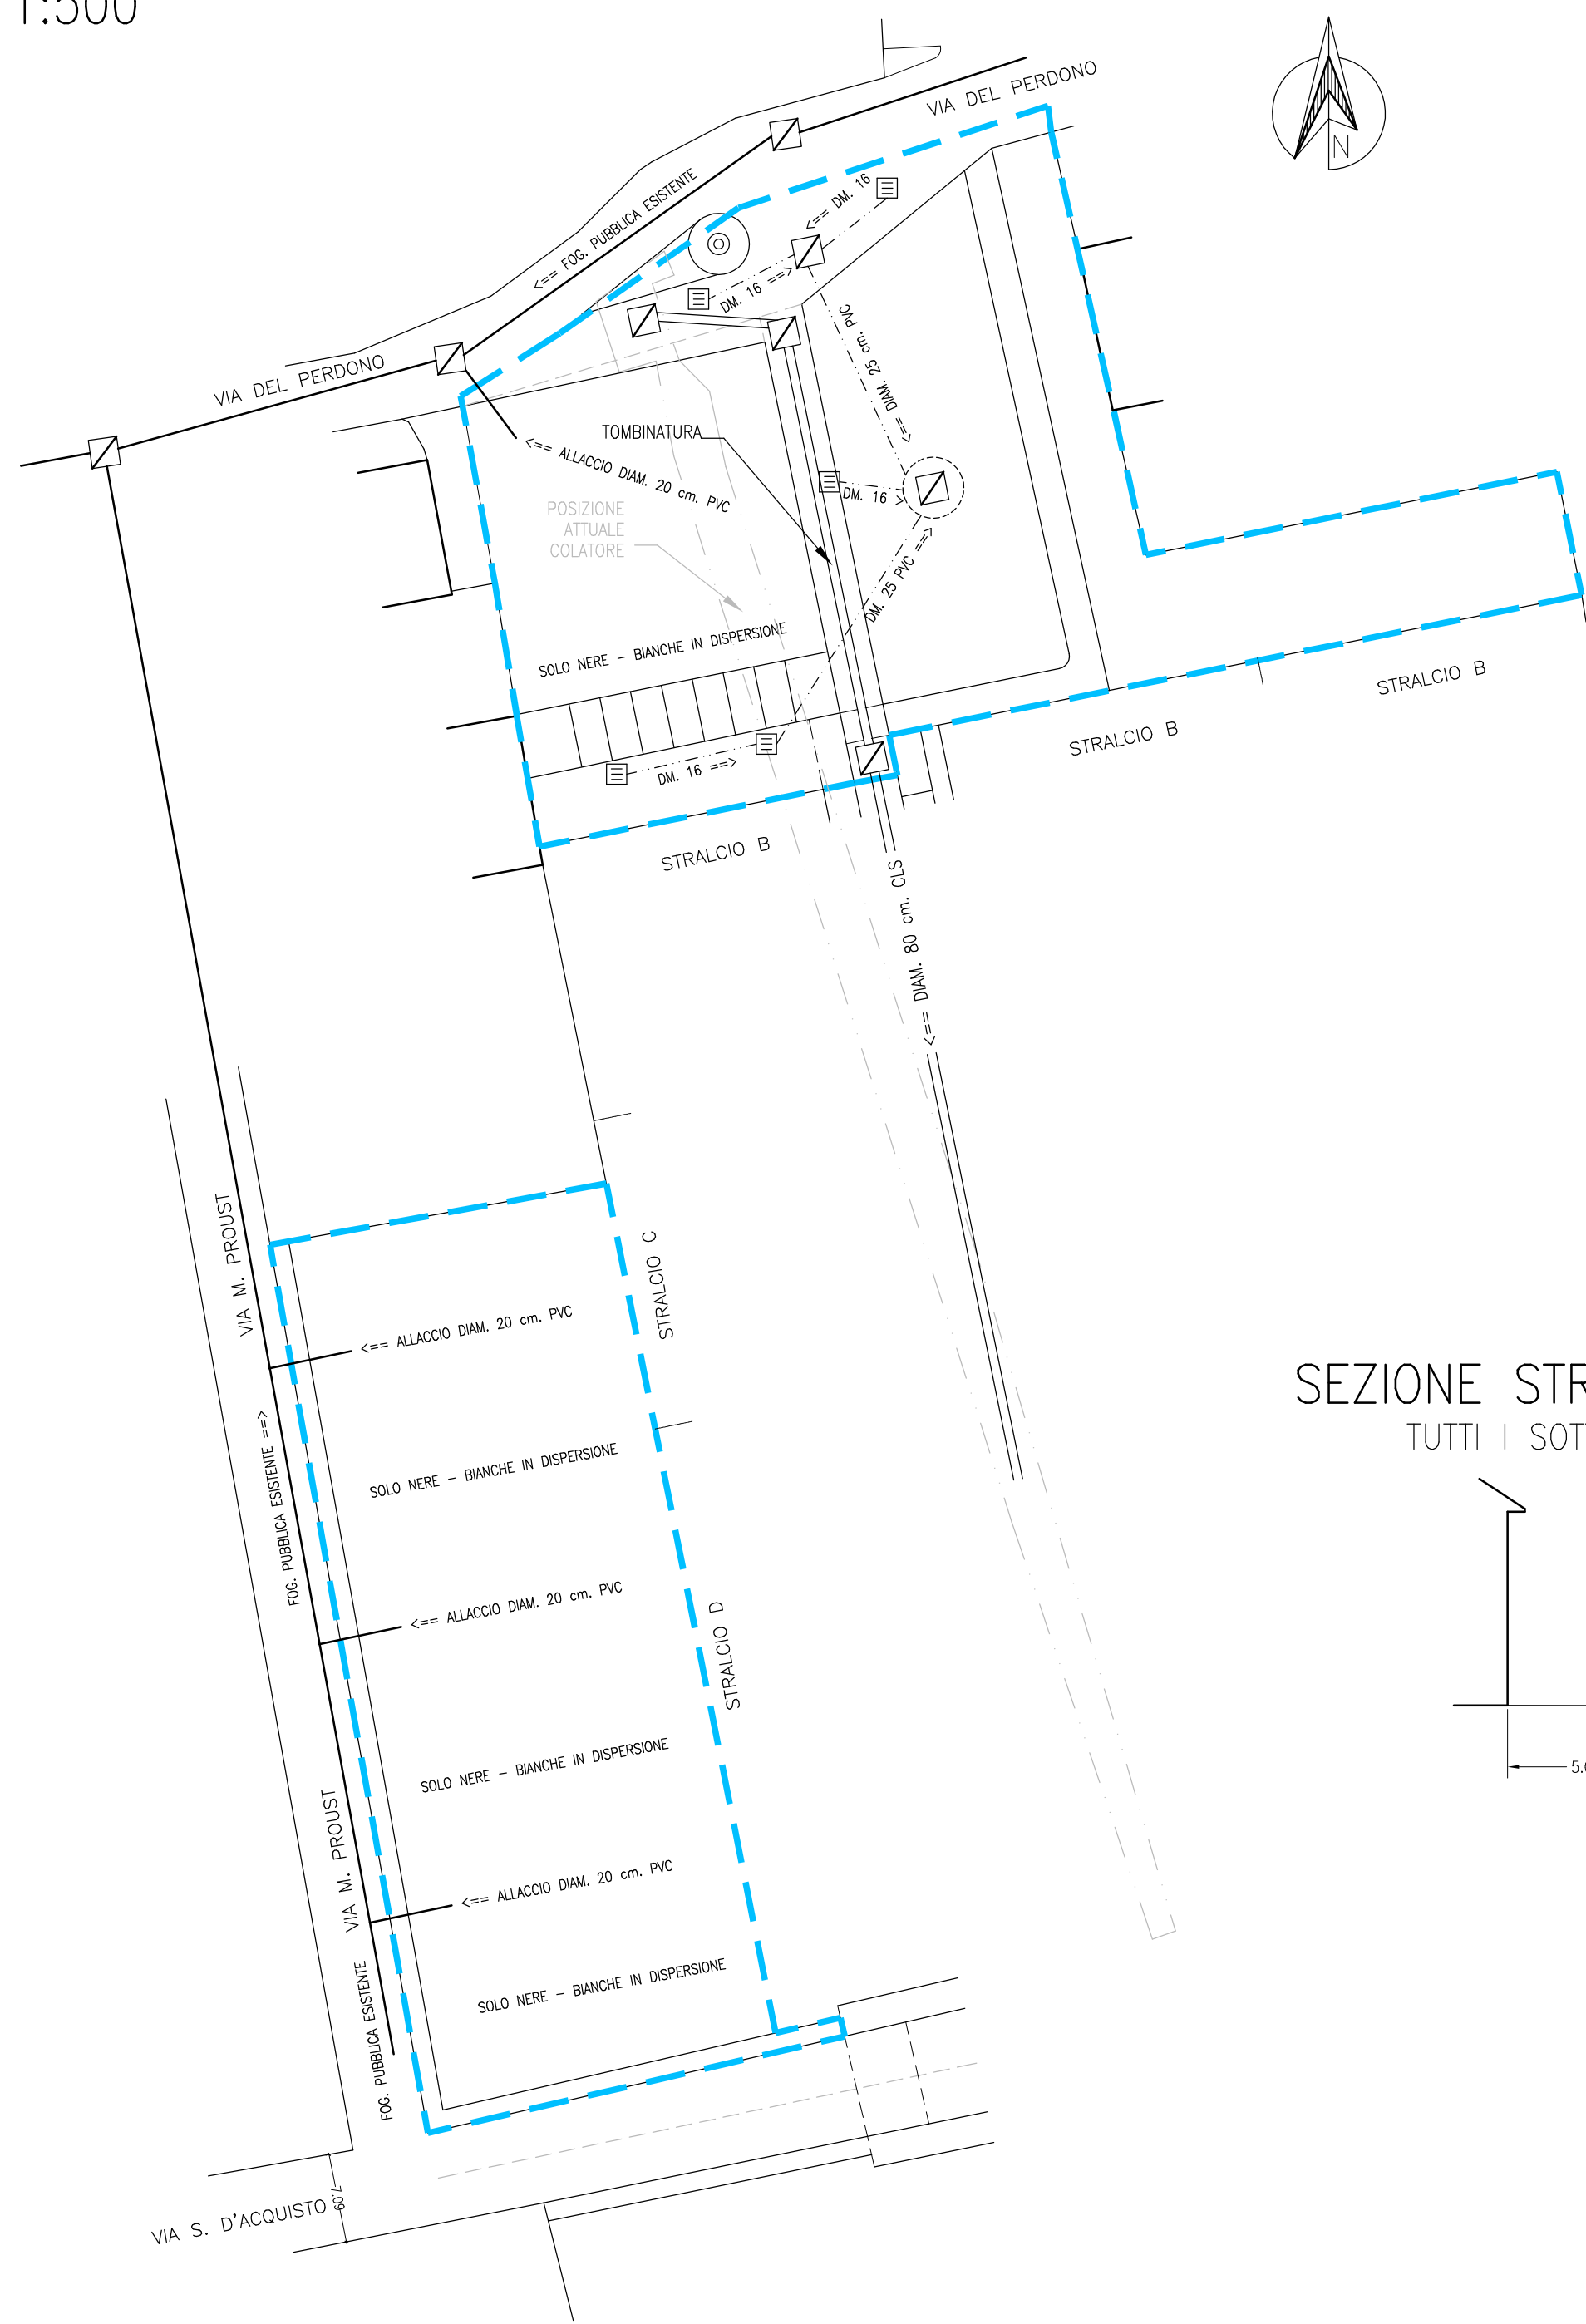 1:500
VIA DEL PERDONO
N
<== DM. 16
<== FOG. PUBBLICA ESISTENTE
DM. 16 ==>
<== DIAM. 25 cm. PVC ==>
VIA DEL PERDONO
TOMBINATURA
<== ALLACCIO DIAM. 20 cm. PVC
DM. 16 >
POSIZIONE
ATTUALE
COLATORE
DM. 25 PVC ==>
SOLO NERE – BIANCHE IN DISPERSIONE
STRALCIO B
STRALCIO B
DM. 16 ==>
STRALCIO B
<== DIAM. 80 cm. CLS
VIA M. PROUST
STRALCIO C
<== ALLACCIO DIAM. 20 cm. PVC
SEZIONE STR
TUTTI I SOT
FOG. PUBBLICA ESISTENTE ==>
SOLO NERE – BIANCHE IN DISPERSIONE
<== ALLACCIO DIAM. 20 cm. PVC
STRALCIO D
SOLO NERE – BIANCHE IN DISPERSIONE
5.
VIA M. PROUST
<== ALLACCIO DIAM. 20 cm. PVC
SOLO NERE – BIANCHE IN DISPERSIONE
FOG. PUBBLICA ESISTENTE
7.09
VIA S. D'ACQUISTO